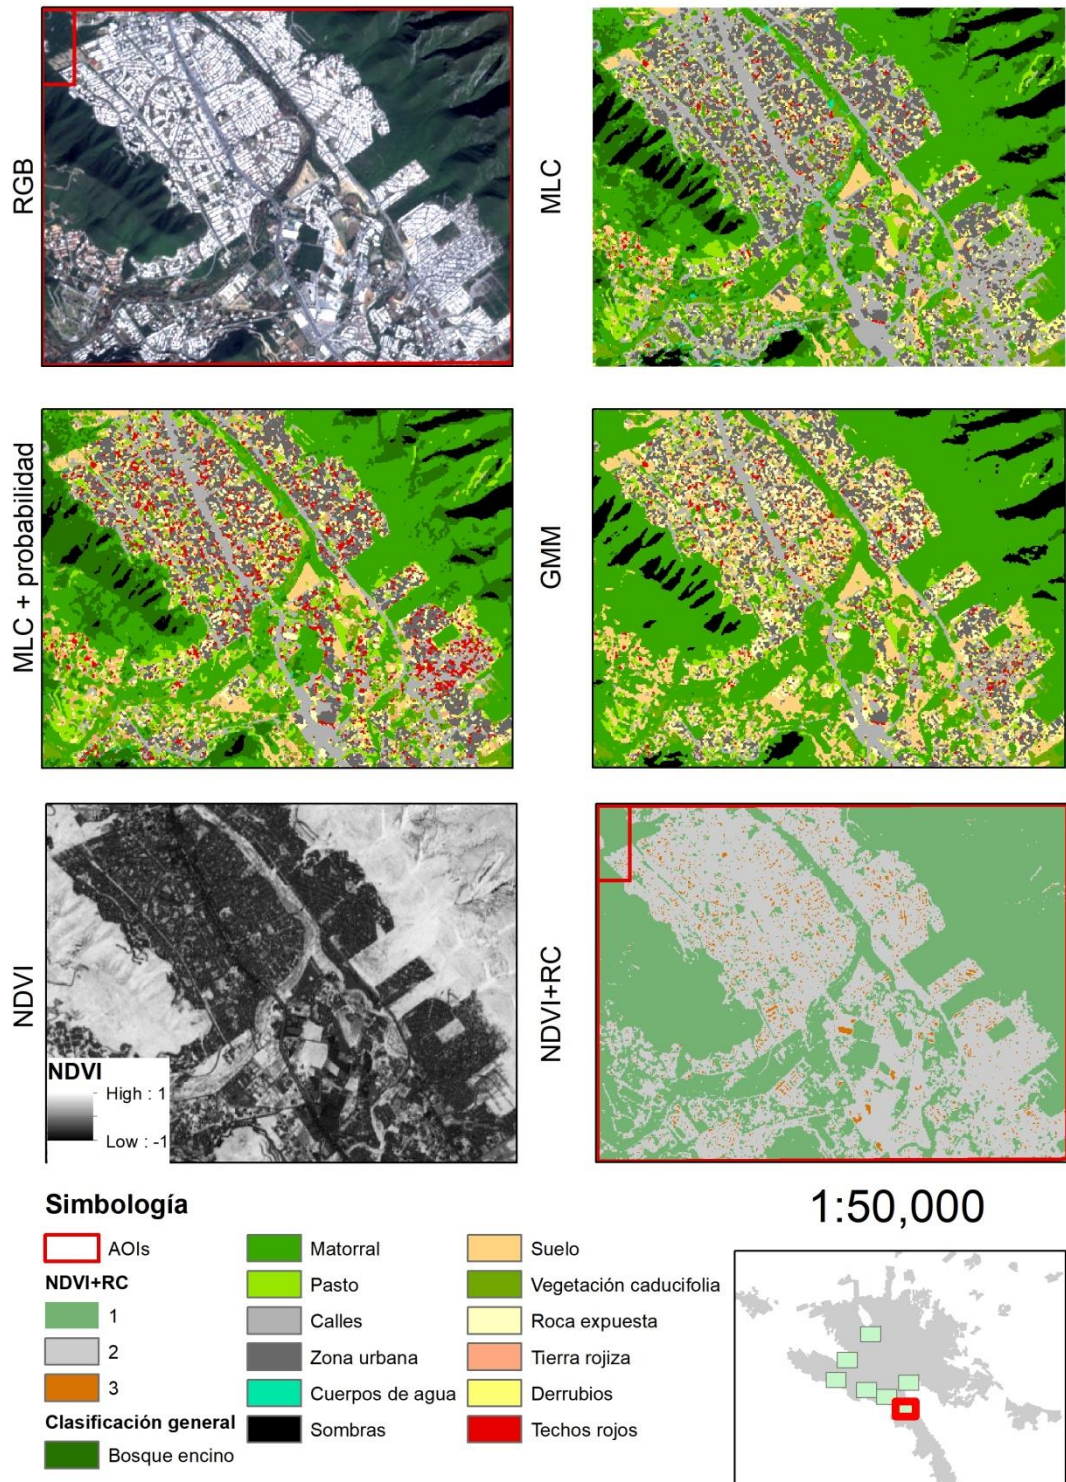 RGB
MLC
MLC + probabilidad
GMM
NDVI
NDVI
High : 1
Low : -1
NDVI+RC
Simbología
1:50,000
AOIs
NDVI+RC
1
2
3
Clasificación general
Bosque encino
Matorral
Pasto
Calles
Zona urbana
Cuerpos de agua
Sombras
Suelo
Vegetación caducifolia
Roca expuesta
Tierra rojiza
Derrubios
Techos rojos